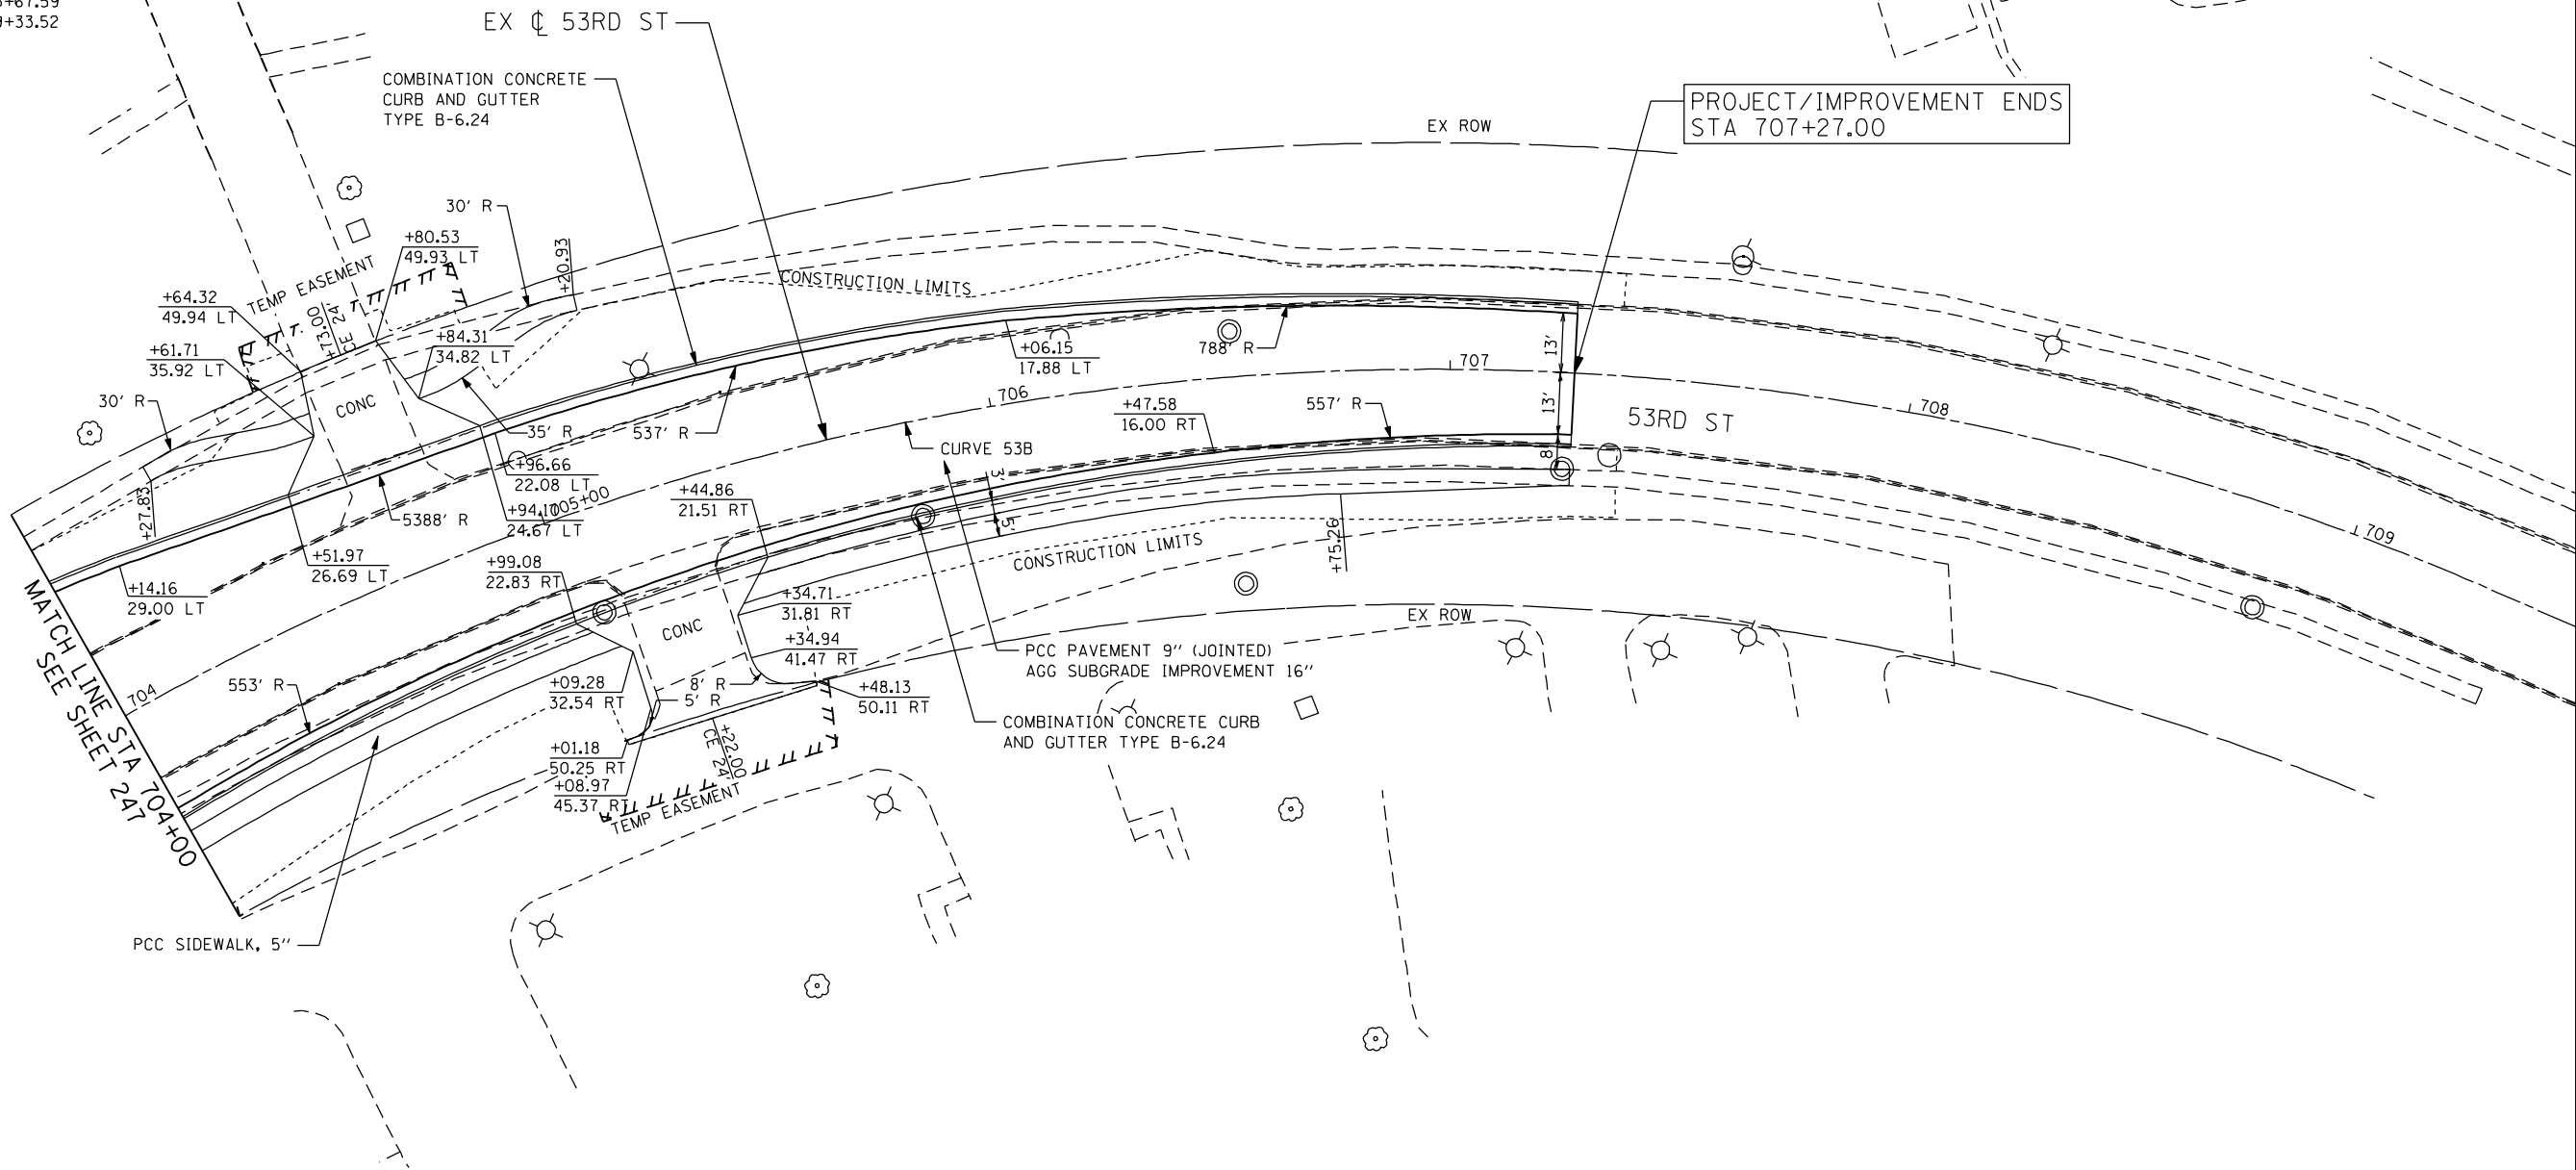 9+33.52
EX ℄ 53RD ST
COMBINATION CONCRETE
CURB AND GUTTER
TYPE B-6.24
PROJECT/IMPROVEMENT ENDS
STA 707+27.00
EX ROW
30' R
+80.53
49.93 LT
+20.93
TEMP EASEMENT
CONSTRUCTION LIMITS
+64.32
49.94 LT
+73.00
CE 24'
+84.31
34.82 LT
+61.71
35.92 LT
+06.15
17.88 LT
788' R
13'
707
30' R
CONC
35' R
537' R
706
+47.58
16.00 RT
557' R
13'
708
53RD ST
CURVE 53B
+96.66
22.08 LT
8'
3'
+27.83
5388' R
+94.10
24.67 LT
705+00
+44.86
21.51 RT
5'
+75.26
709
CONSTRUCTION LIMITS
+51.97
26.69 LT
+99.08
22.83 RT
+14.16
29.00 LT
+34.71
31.81 RT
CONC
EX ROW
+34.94
41.47 RT
PCC PAVEMENT 9" (JOINTED)
AGG SUBGRADE IMPROVEMENT 16"
704
553' R
+09.28
32.54 RT
8' R
5' R
+48.13
50.11 RT
COMBINATION CONCRETE CURB
AND GUTTER TYPE B-6.24
MATCH LINE STA 704+00
SEE SHEET 247
+01.18
50.25 RT
+22.00
CE 24'
+08.97
45.37 RT
TEMP EASEMENT
PCC SIDEWALK, 5"